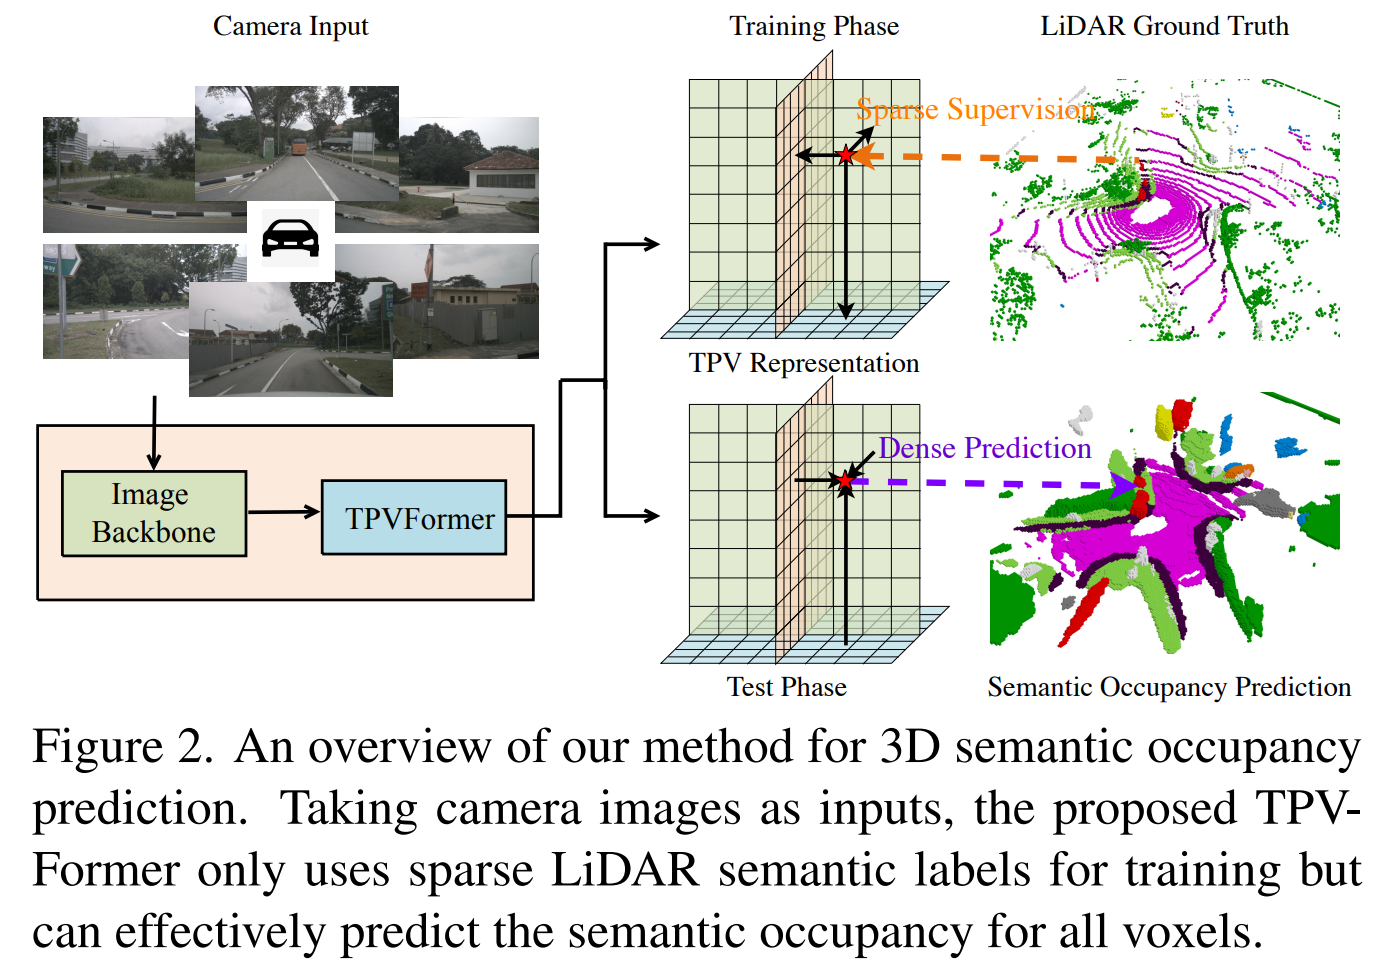 Camera Input
Training Phase
LiDAR Ground Truth
Sparse Supervision
TPV Representation
Image
Backbone
TPVFormer
Dense Prediction
Test Phase
Semantic Occupancy Prediction
Figure 2. An overview of our method for 3D semantic occupancy
prediction. Taking camera images as inputs, the proposed TPV-
Former only uses sparse LiDAR semantic labels for training but
can effectively predict the semantic occupancy for all voxels.